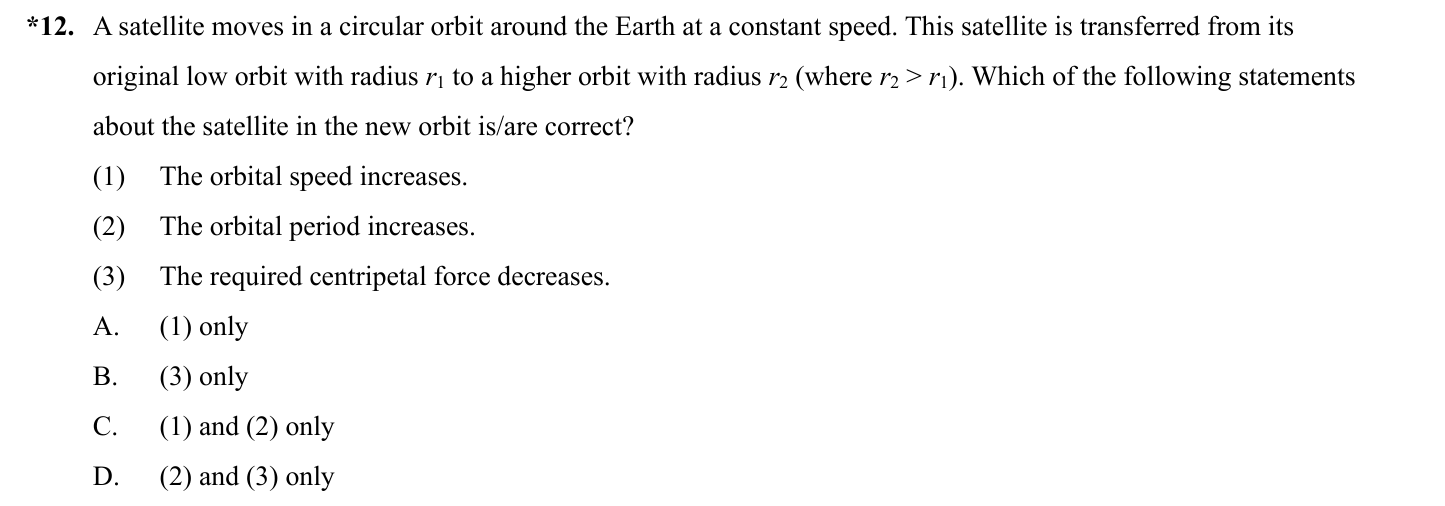 *12. A satellite moves in a circular orbit around the Earth at a constant speed. This satellite is transferred from its
original low orbit with radius r₁ to a higher orbit with radius r₂ (where r₂ > r₁). Which of the following statements
about the satellite in the new orbit is/are correct?
(1) The orbital speed increases.
(2) The orbital period increases.
(3) The required centripetal force decreases.
A. (1) only
B. (3) only
C. (1) and (2) only
D. (2) and (3) only